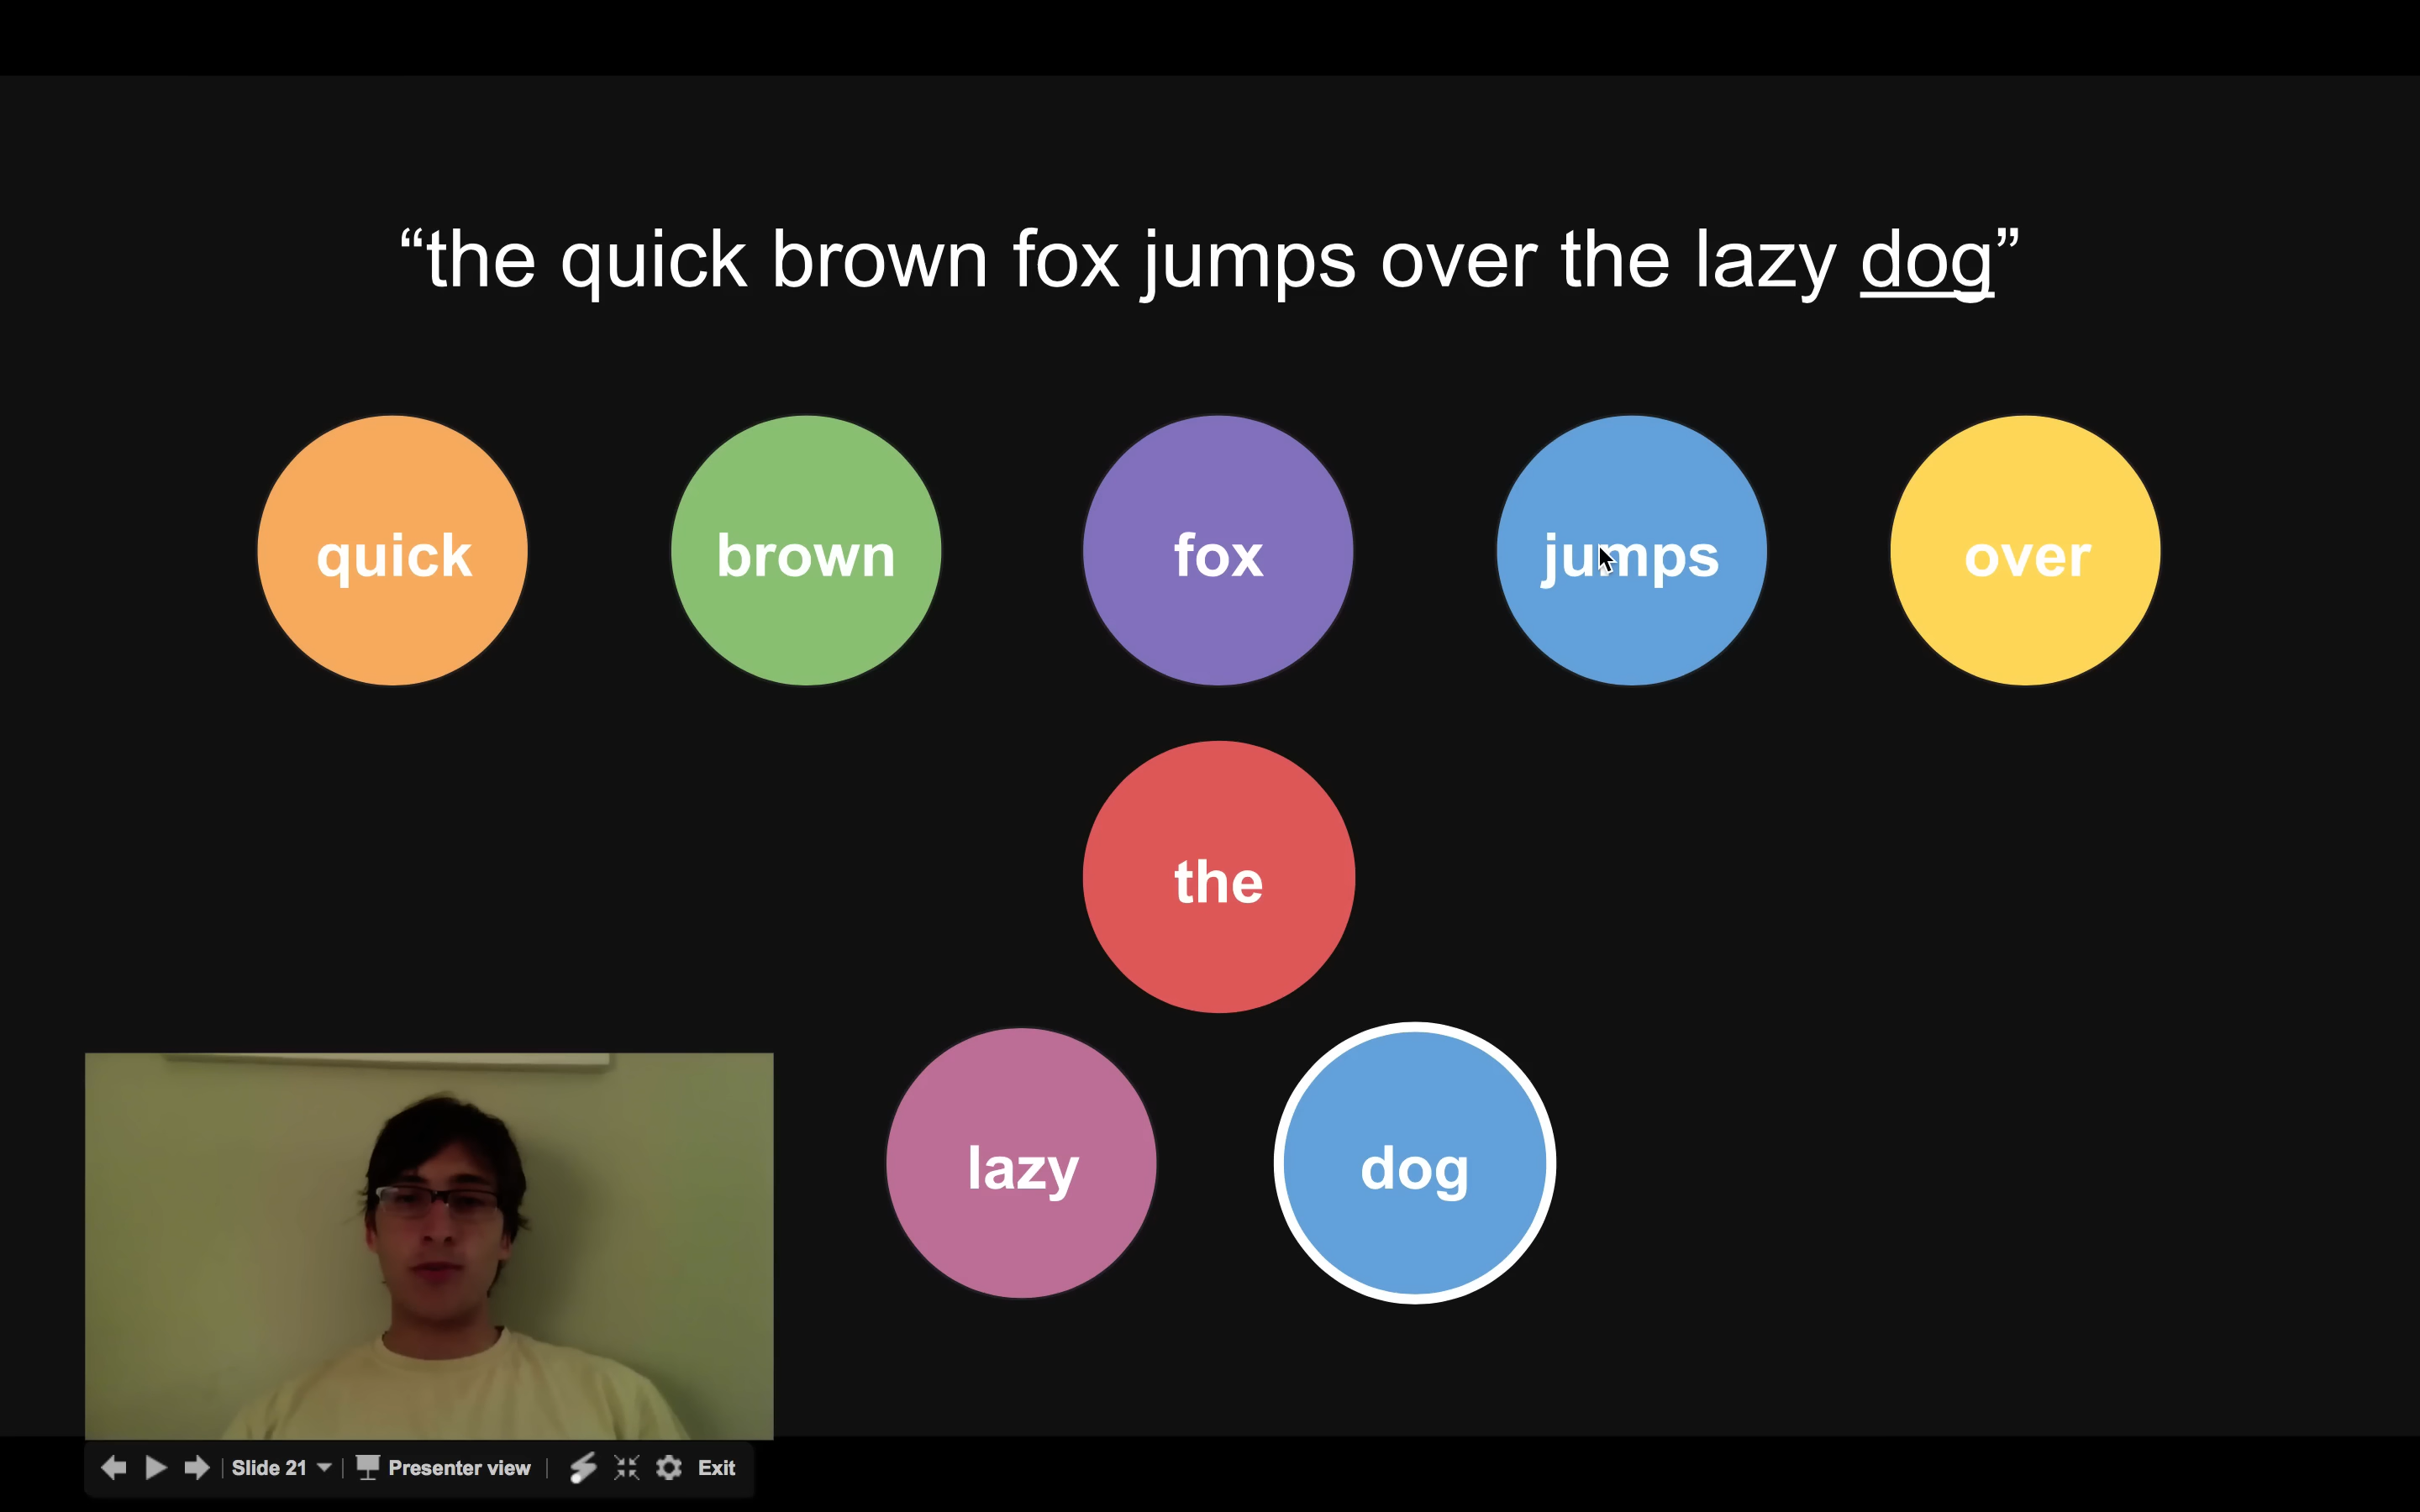 “the quick brown fox jumps over the lazy dog”
quick brown fox jumps over
the
lazy dog
Slide 21 Presenter view Exit